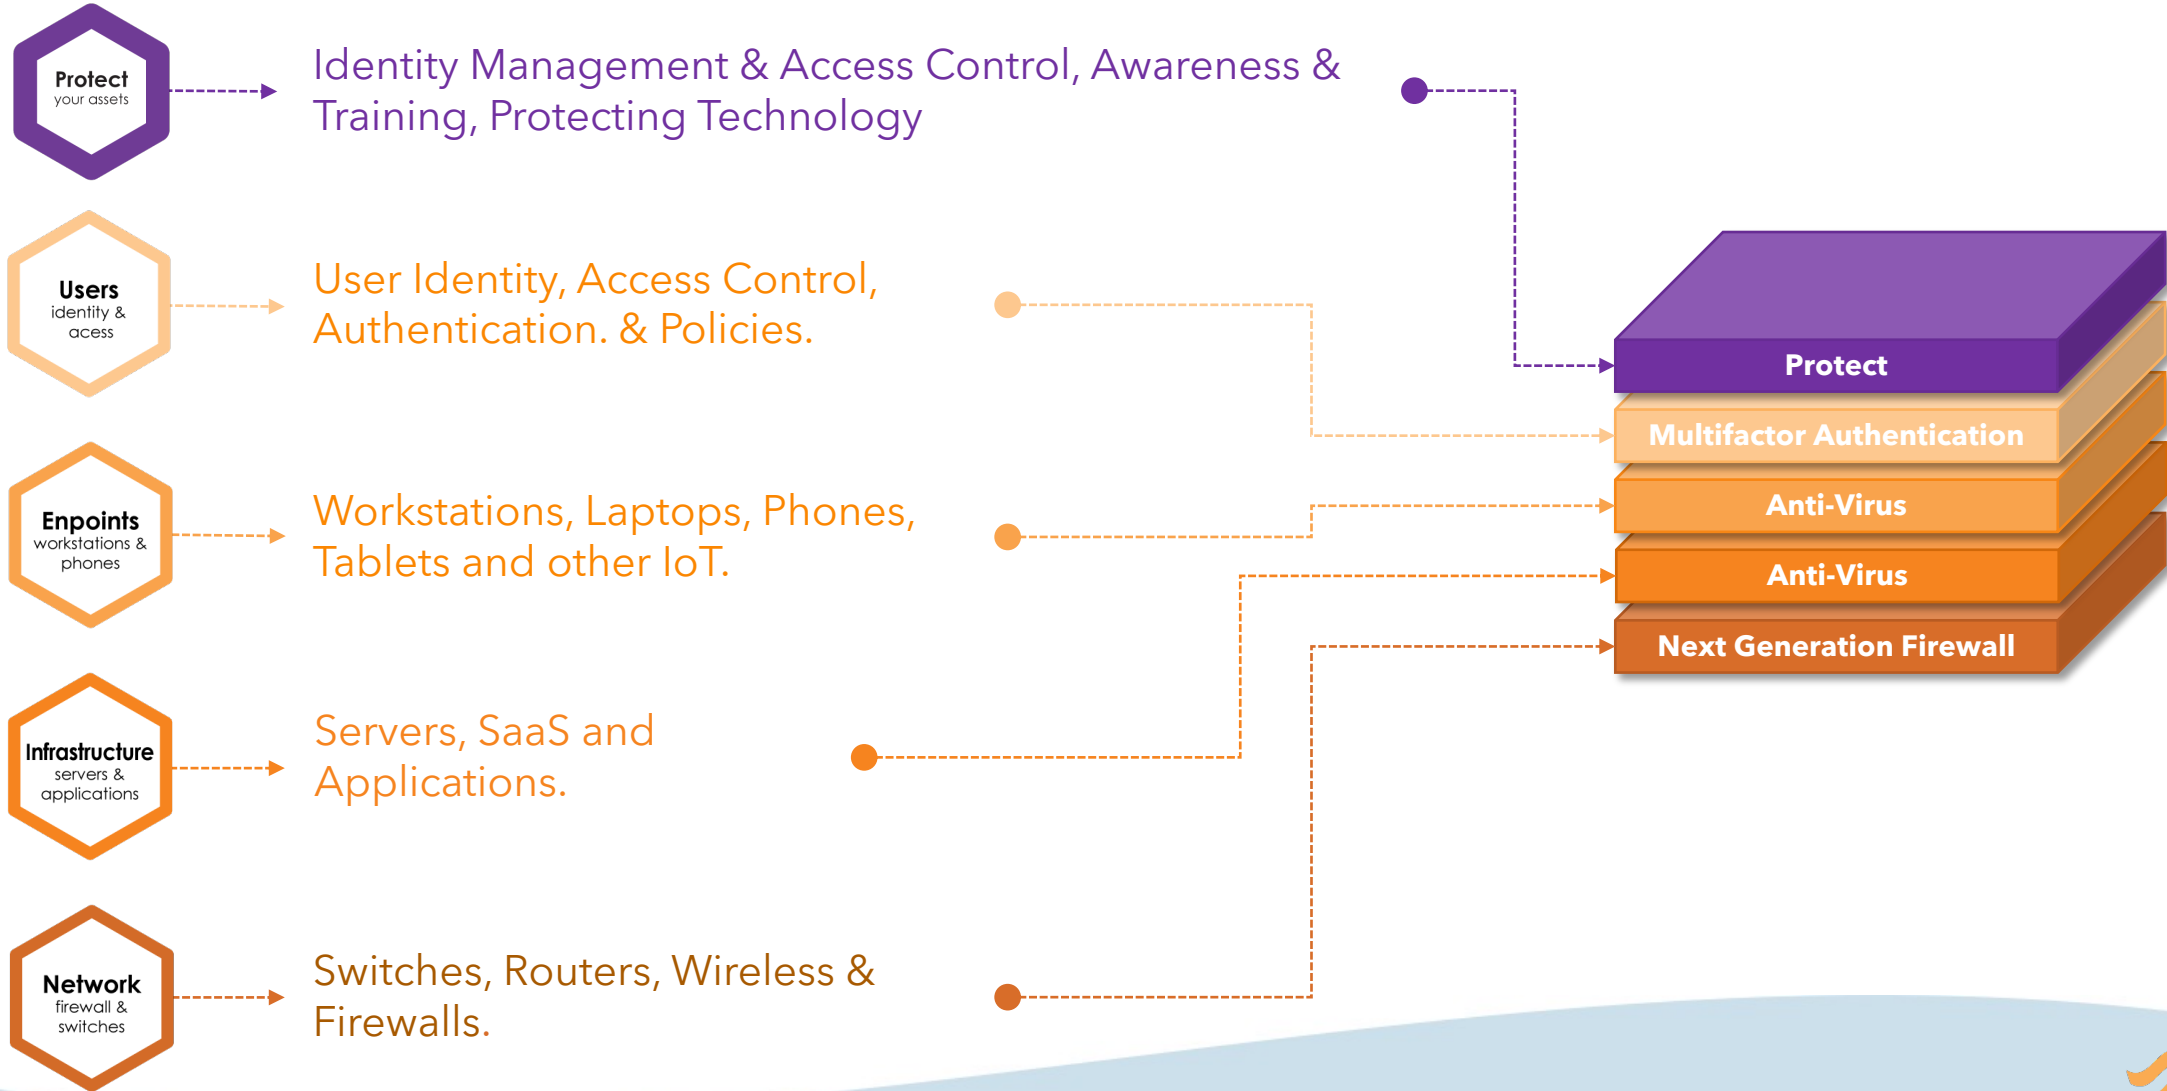 Protect
your assets
Identity Management & Access Control, Awareness &
Training, Protecting Technology
Users
identity &
acess
User Identity, Access Control,
Authentication. & Policies.
Enpoints
workstations &
phones
Workstations, Laptops, Phones,
Tablets and other IoT.
Infrastructure
servers &
applications
Servers, SaaS and
Applications.
Network
firewall &
switches
Switches, Routers, Wireless &
Firewalls.
Protect
Multifactor Authentication
Anti-Virus
Anti-Virus
Next Generation Firewall